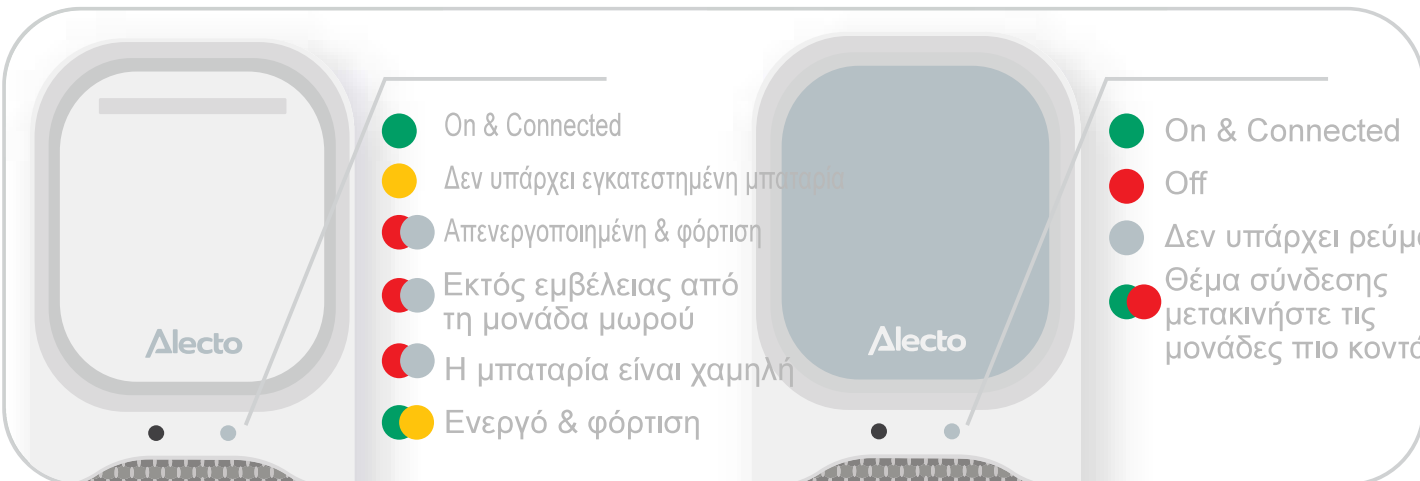 On & Connected
Δεν υπάρχει εγκατεστημένη μπαταρία
Απενεργοποιημένη & φόρτιση
Εκτός εμβέλειας από
τη μονάδα μωρού
Η μπαταρία είναι χαμηλή
Ενεργό & φόρτιση
Alecto
On & Connected
Off
Δεν υπάρχει
Θέμα σύνδεσης
μετακινήστε τις
μονάδες πιο
Alecto